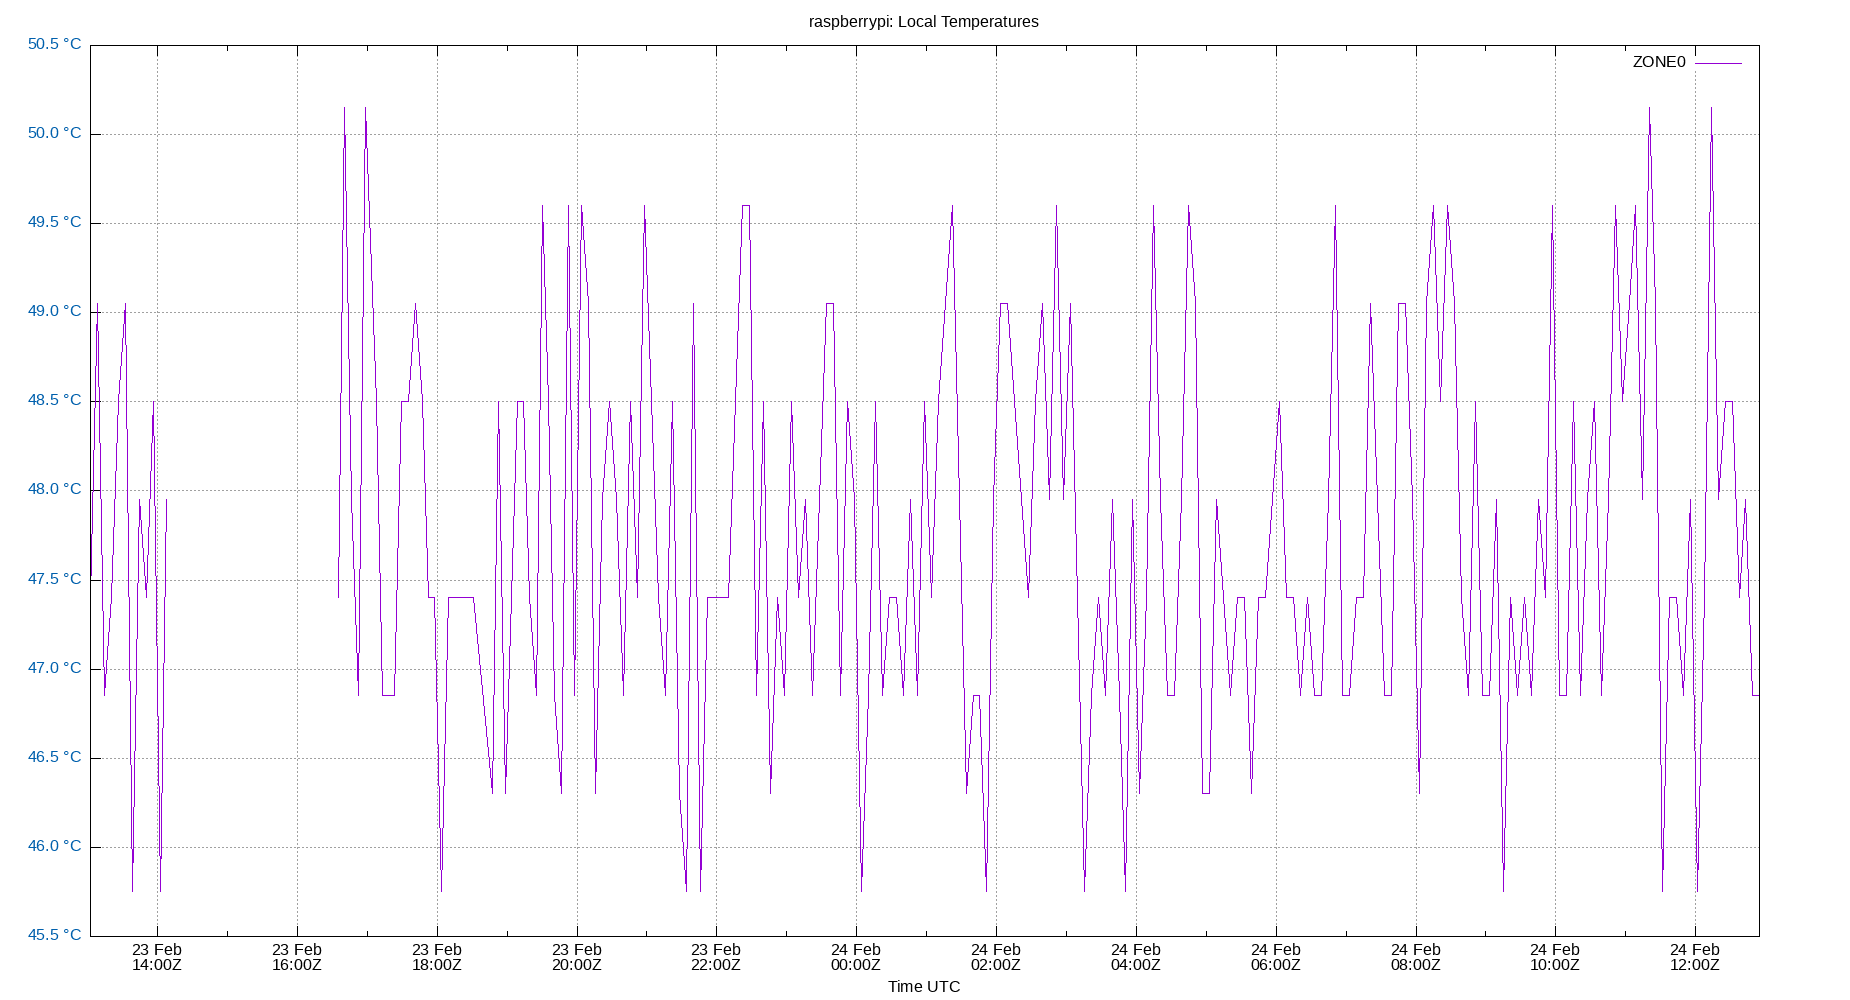 raspberrypi: Local Temperatures
50.5 °C
50.0 °C
49.5 °C
49.0 °C
48.5 °C
48.0 °C
47.5 °C
47.0 °C
46.5 °C
46.0 °C
45.5 °C
ZONE0
23 Feb 23 Feb 23 Feb 23 Feb 23 Feb 24 Feb 24 Feb 24 Feb 24 Feb 24 Feb 24 Feb 24 Feb
14:00Z 16:00Z 18:00Z 20:00Z 22:00Z 00:00Z 02:00Z 04:00Z 06:00Z 08:00Z 10:00Z 12:00Z
Time UTC